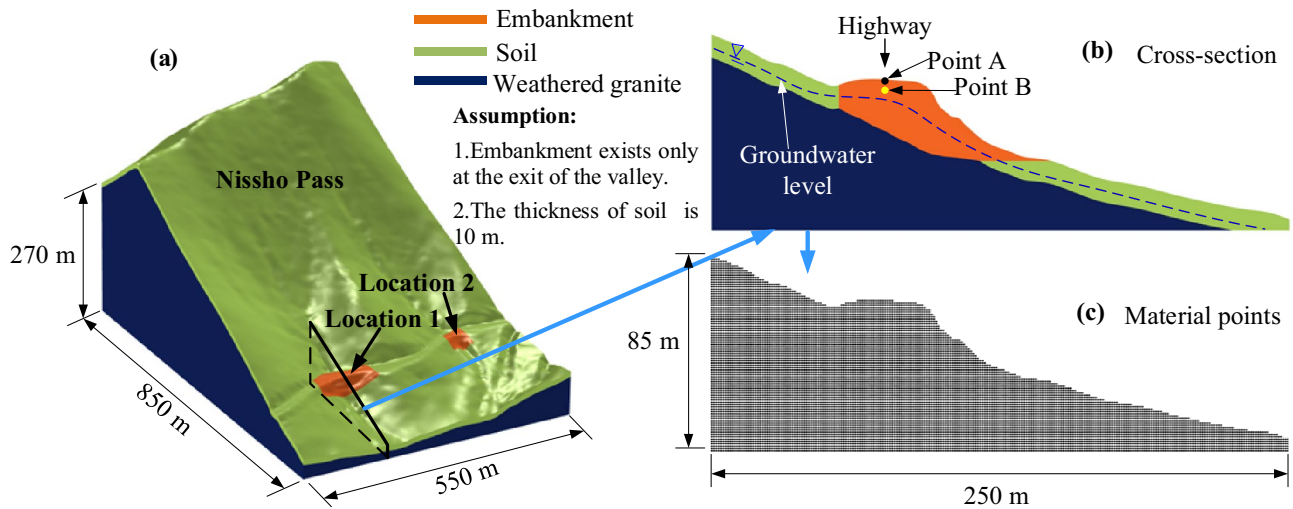 (a)
Embankment
Soil
Weathered granite
Assumption:
1.Embankment exists only
at the exit of the valley.
2.The thickness of soil is
10 m.
Nissho Pass
270 m
Location 2
Location 1
850 m
550 m
Highway
(b) Cross-section
Point A
Point B
Groundwater
level
(c) Material points
85 m
250 m